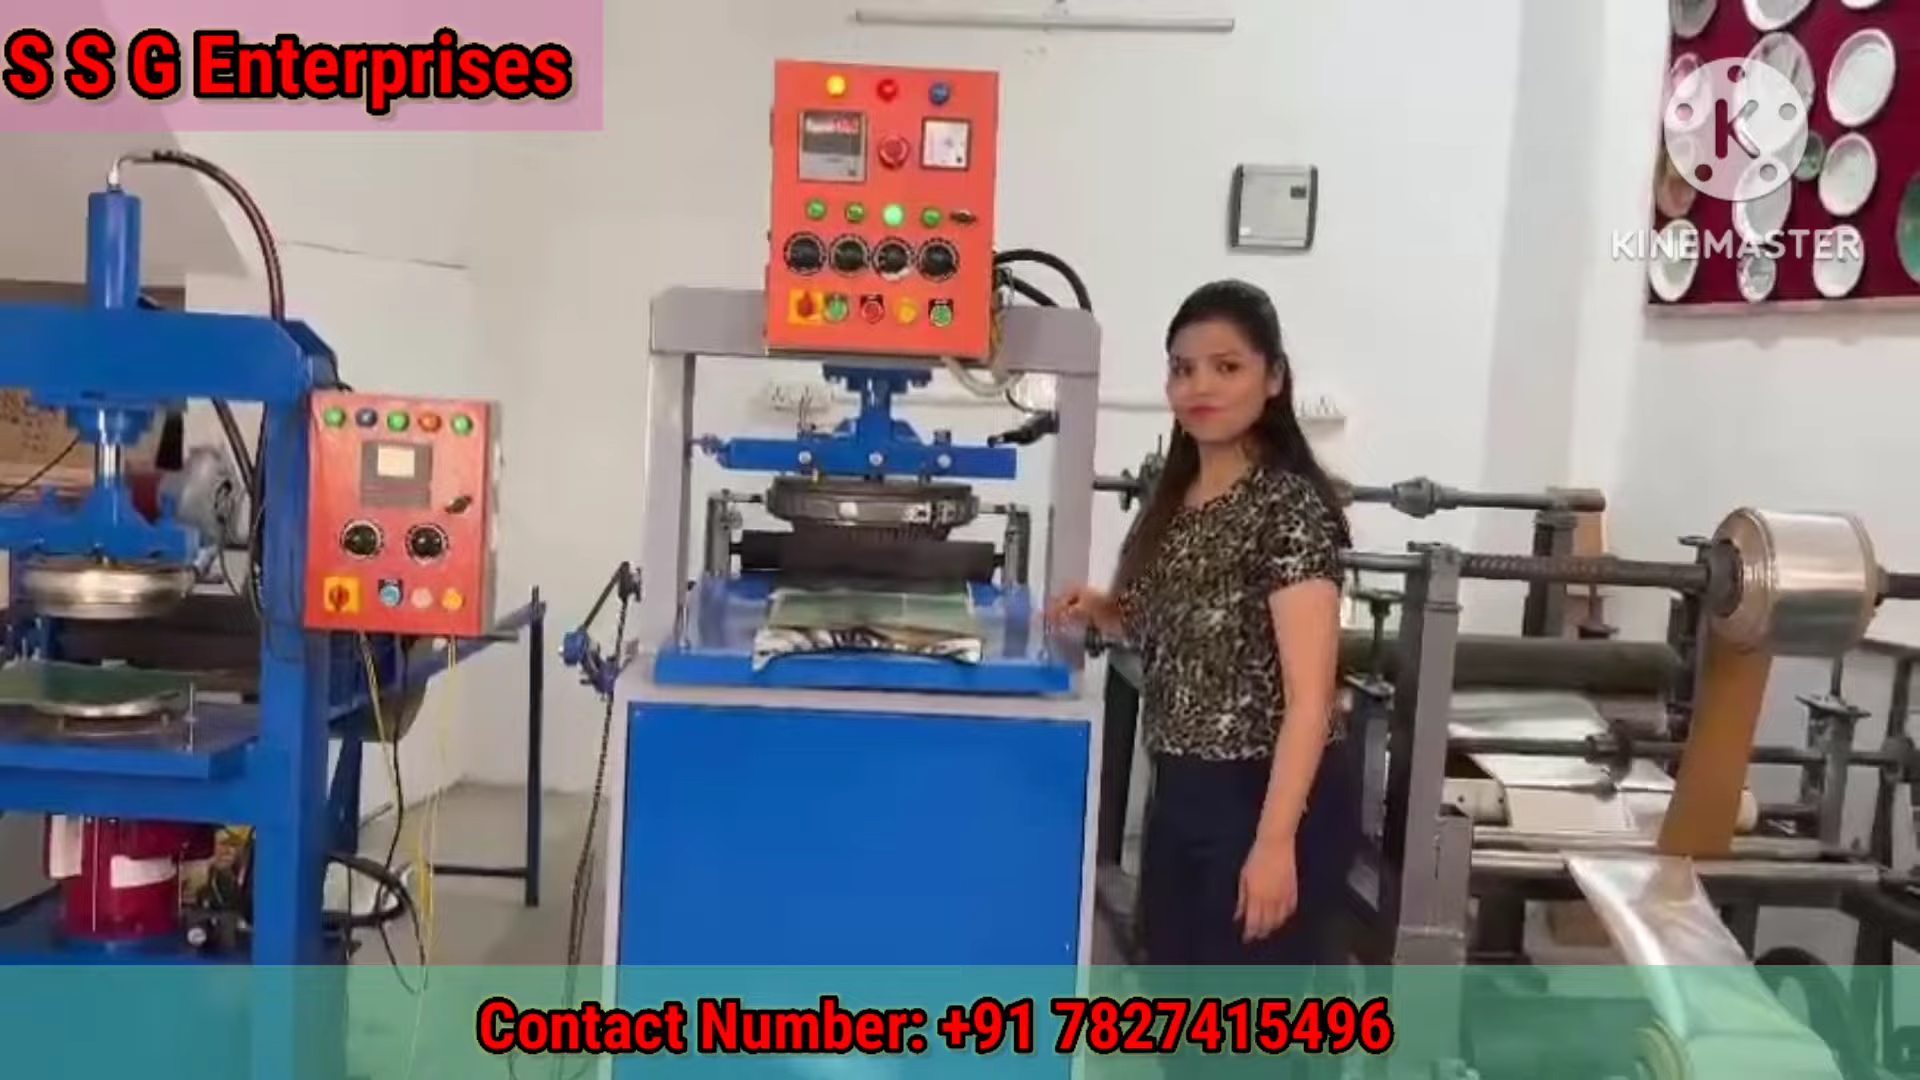 S S G Enterprises
K
KINEMASTER
Contact Number: +91 7827415496